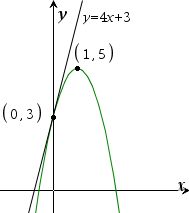 y
y=4x+3
(1,5)
(0,3)
x